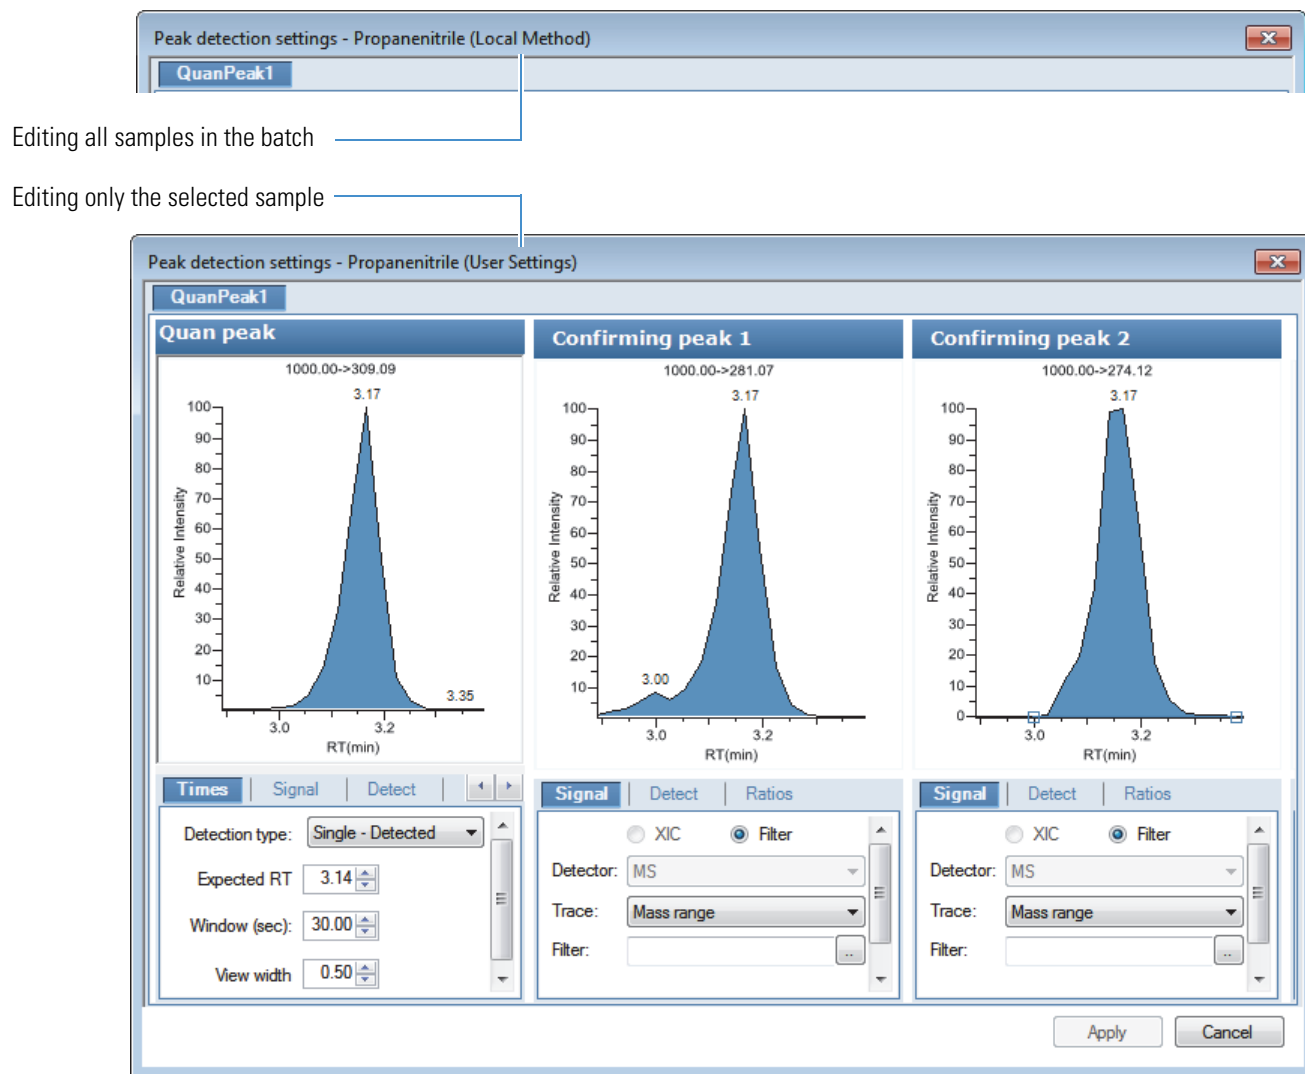 Peak detection settings - Propanenitrile (Local Method)
QuanPeak1
Editing all samples in the batch
Editing only the selected sample
Peak detection settings - Propanenitrile (User Settings)
QuanPeak1
Quan peak
1000.00->309.09
3.17
100
90
80
70
60
50
40
30
20
10
Relative Intensity
3.35
3.0 3.2
RT(min)
Confirming peak 1
1000.00->281.07
3.17
100
90
80
70
60
50
40
30
20
10
Relative Intensity
3.00
3.0 3.2
RT(min)
Confirming peak 2
1000.00->274.12
3.17
100
90
80
70
60
50
40
30
20
10
0
Relative Intensity
3.0 3.2
RT(min)
Times Signal Detect
Detection type: Single - Detected
Expected RT 3.14
Window (sec): 30.00
View width 0.50
Signal Detect Ratios
XIC Filter
Detector: MS
Trace: Mass range
Filter: ..
Signal Detect Ratios
XIC Filter
Detector: MS
Trace: Mass range
Filter: ..
Apply Cancel